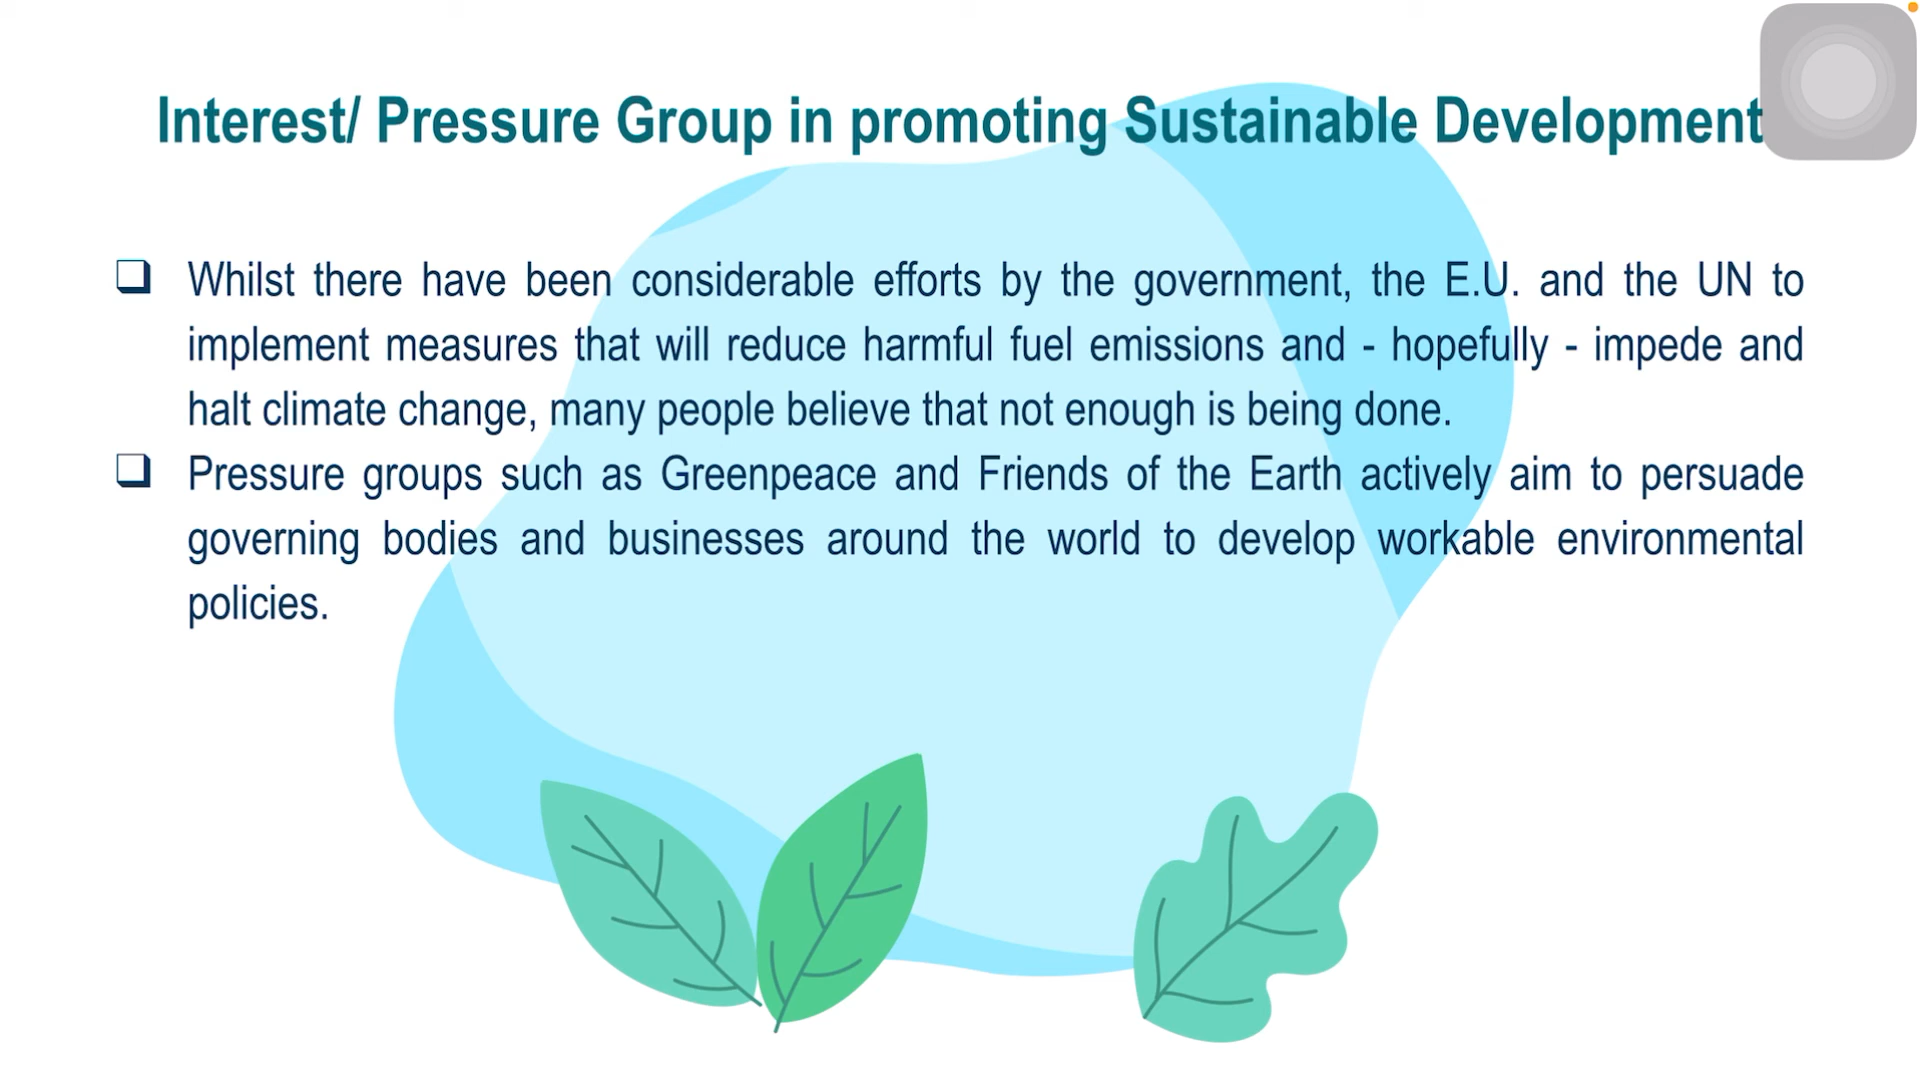 Interest/ Pressure Group in promoting Sustainable Development
Whilst there have been considerable efforts by the government, the E.U. and the UN to
implement measures that will reduce harmful fuel emissions and - hopefully - impede and
halt climate change, many people believe that not enough is being done.
Pressure groups such as Greenpeace and Friends of the Earth actively aim to persuade
governing bodies and businesses around the world to develop workable environmental
policies.